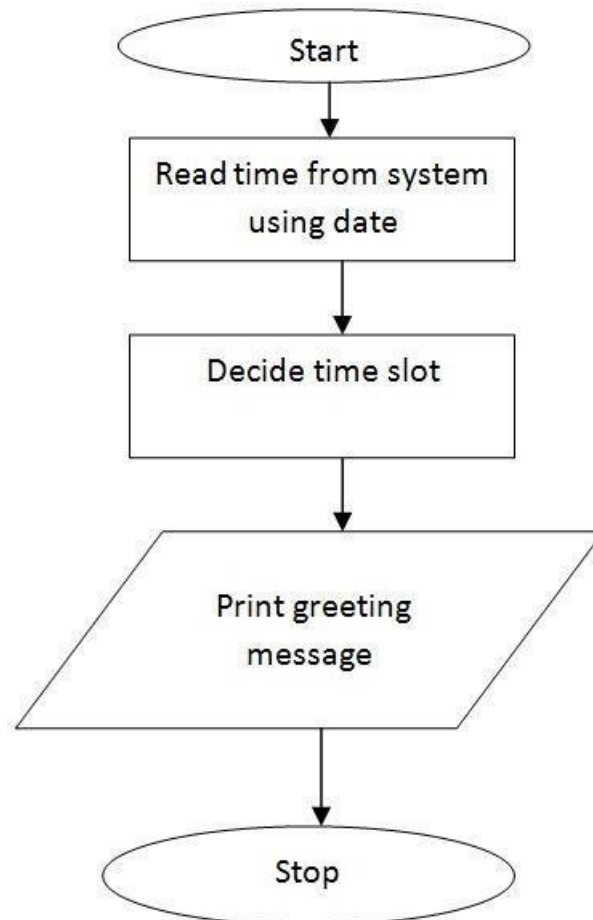 Start
Read time from system
using date
Decide time slot
Print greeting
message
Stop